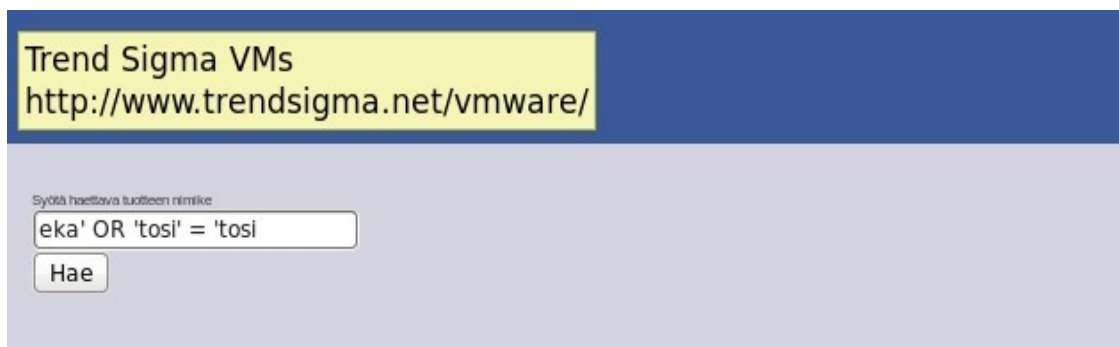 Trend Sigma VMs
http://www.trendsigma.net/vmware/
Syötä haettava tuotteen nimike
eka' OR 'tosi' = 'tosi
Hae